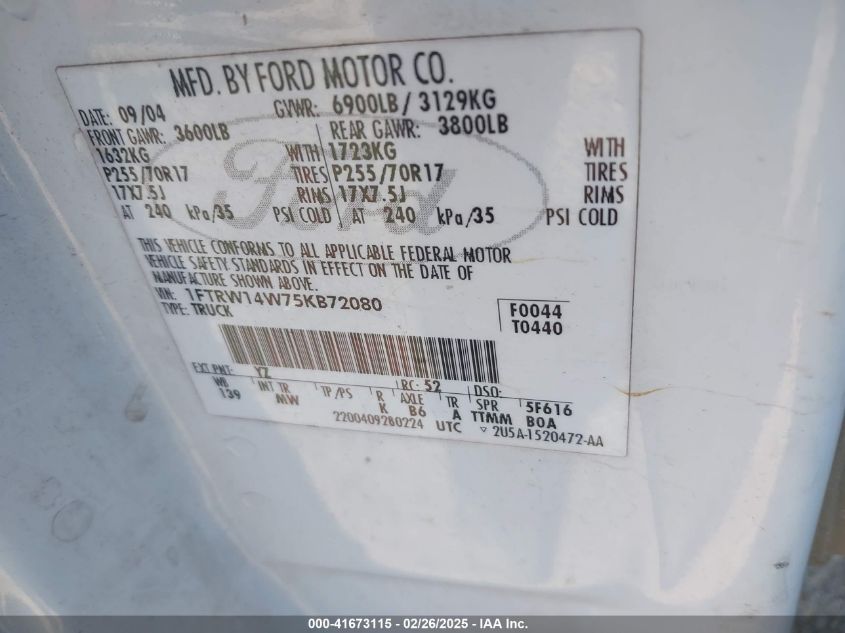 MFD. BY FORD MOTOR CO.
DATE: 09/04 GVWR: 6900LB / 3129KG
FRONT GAWR: 3600LB REAR GAWR: 3800LB
1632KG WITH 1723KG WITH
P255/70R17 TIRES P255/70R17 TIRES
17X7.5J RIMS 17X7.5J RIMS
AT 240 kPa/35 PSI COLD AT 240 kPa/35 PSI COLD
Ford
THIS VEHICLE CONFORMS TO ALL APPLICABLE FEDERAL MOTOR
VEHICLE SAFETY STANDARDS IN EFFECT ON THE DATE OF
MANUFACTURE SHOWN ABOVE.
VIN: 1FTRW14W75KB72080 F0044
TYPE: TRUCK T0440
EXT PNT: YZ RC: 52 DSO:
WB INT TR TP/PS R AXLE TR SPR 5F616
139 MW K B6 A TTMM BOA
2200409280224 UTC ▽ 2U5A-1520472-AA
000-41673115 - 02/26/2025 - IAA Inc.